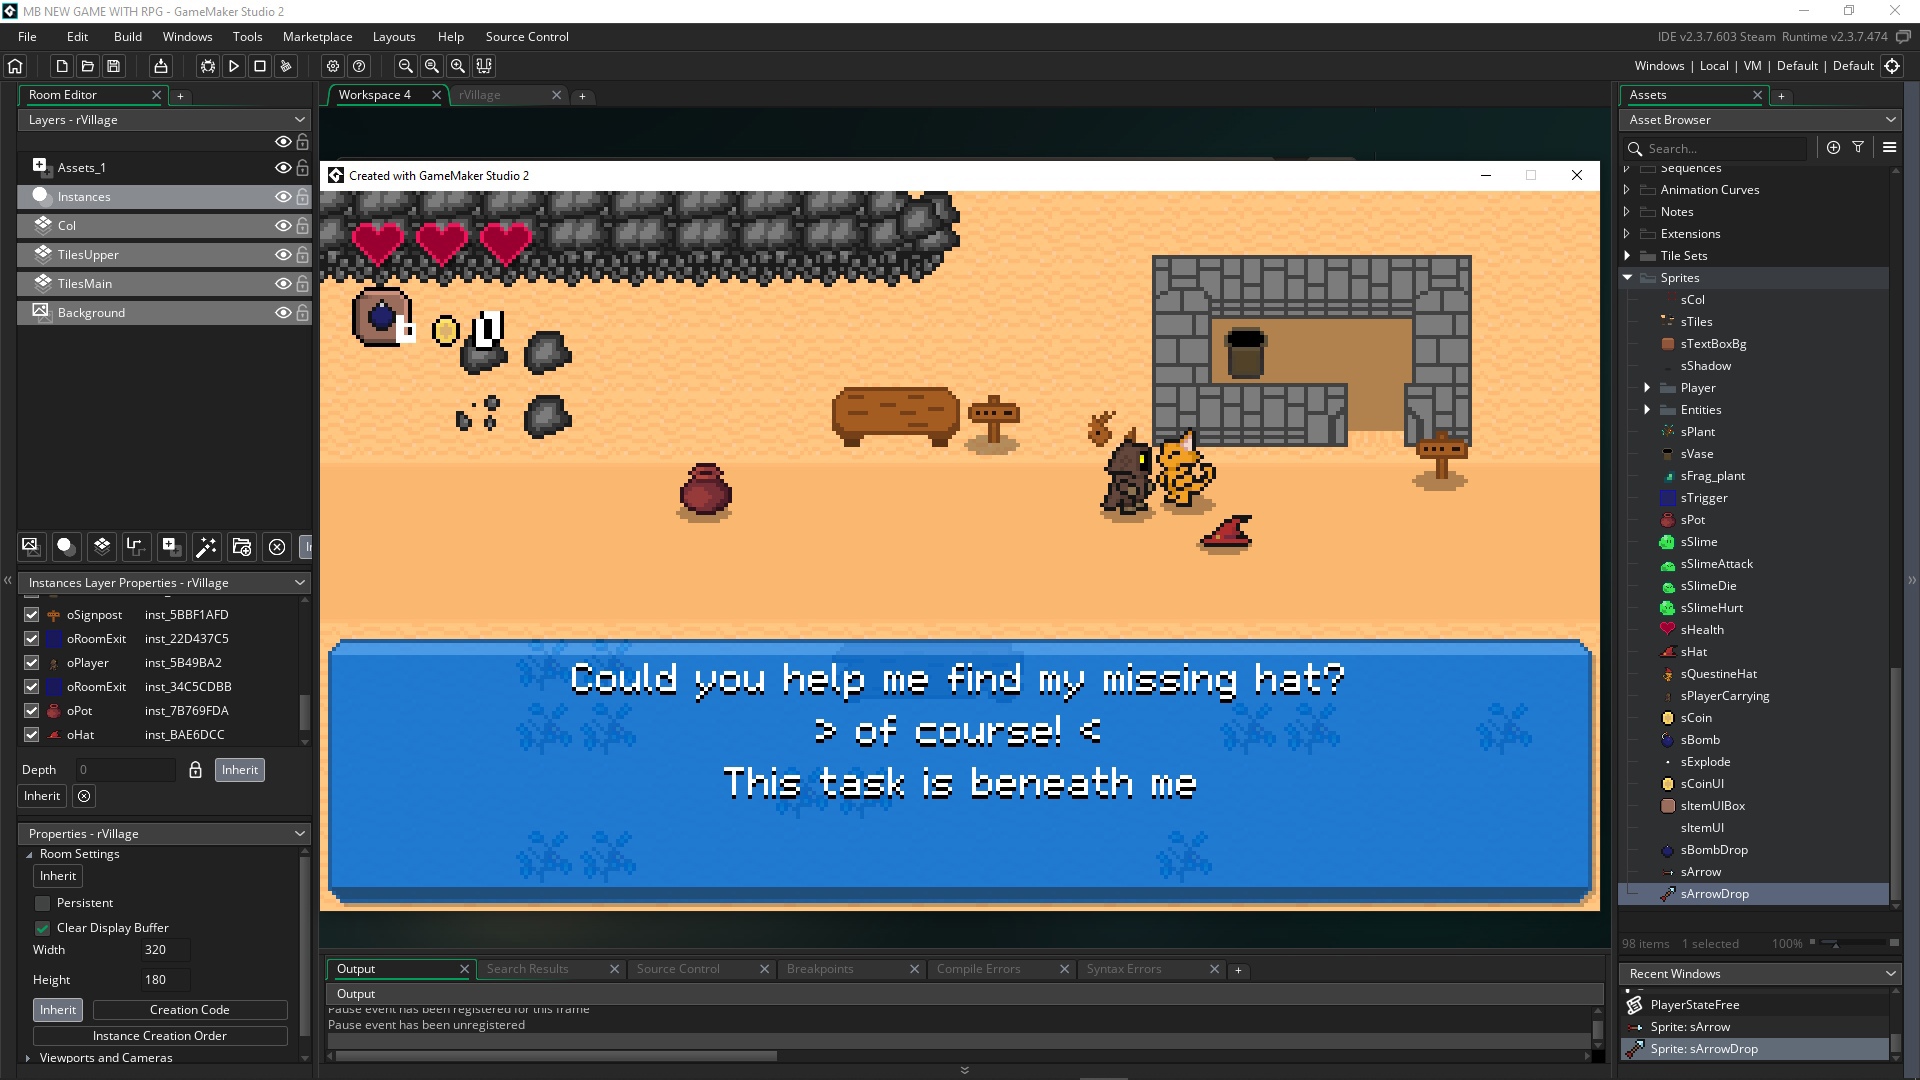 MB NEW GAME WITH RPG - GameMaker Studio 2
File Edit Build Windows Tools Marketplace Layouts Help Source Control
IDE v2.3.7.603 Steam Runtime v2.3.7.474
Windows | Local | VM | Default | Default
Room Editor
Layers - rVillage
Assets_1
Instances
Col
TilesUpper
TilesMain
Background
Instances Layer Properties - rVillage
oSignpost inst_5BBF1AFD
oRoomExit inst_22D437C5
oPlayer inst_5B49BA2
oRoomExit inst_34C5CDBB
oPot inst_7B769FDA
oHat inst_BAE6DCC
Depth 0 Inherit
Inherit
Properties - rVillage
Room Settings
Inherit
Persistent
Clear Display Buffer
Width 320
Height 180
Inherit Creation Code
Instance Creation Order
Viewports and Cameras
Workspace 4 rVillage
Created with GameMaker Studio 2
Could you help me find my missing hat?
> of course! <
This task is beneath me
Output Search Results Source Control Breakpoints Compile Errors Syntax Errors
Output
Pause event has been registered for this frame
Pause event has been unregistered
Assets
Asset Browser
Search...
Sequences
Animation Curves
Notes
Extensions
Tile Sets
Sprites
sCol
sTiles
sTextBoxBg
sShadow
Player
Entities
sPlant
sVase
sFrag_plant
sTrigger
sPot
sSlime
sSlimeAttack
sSlimeDie
sSlimeHurt
sHealth
sHat
sQuestineHat
sPlayerCarrying
sCoin
sBomb
sExplode
sCoinUI
sItemUIBox
sItemUI
sBombDrop
sArrow
sArrowDrop
98 items 1 selected 100%
Recent Windows
PlayerStateFree
Sprite: sArrow
Sprite: sArrowDrop